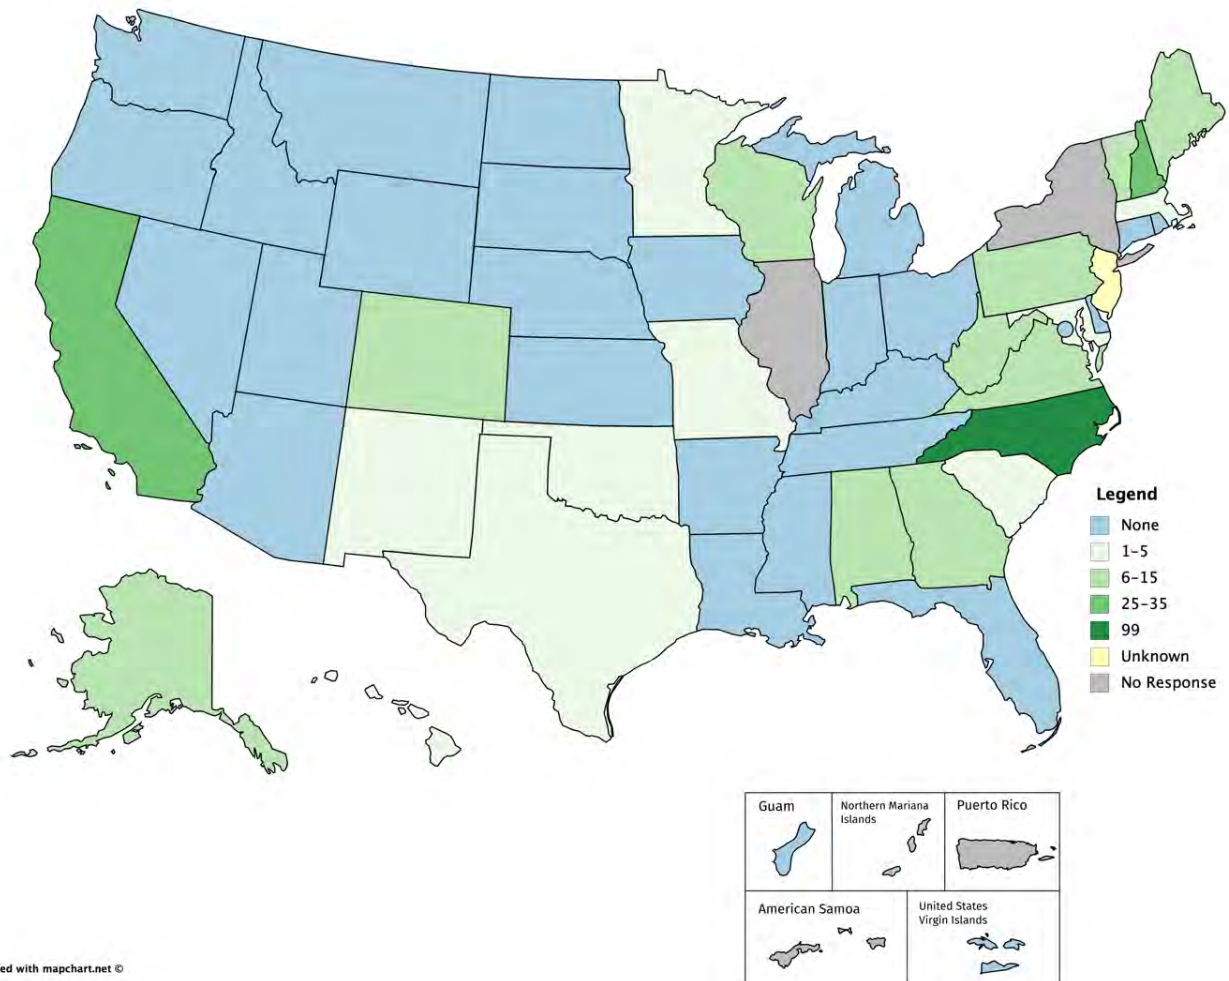 Legend
None
1-5
6-15
25-35
99
Unknown
No Response
Guam
Northern Mariana
Islands
Puerto Rico
American Samoa
United States
Virgin Islands
ed with mapchart.net ©